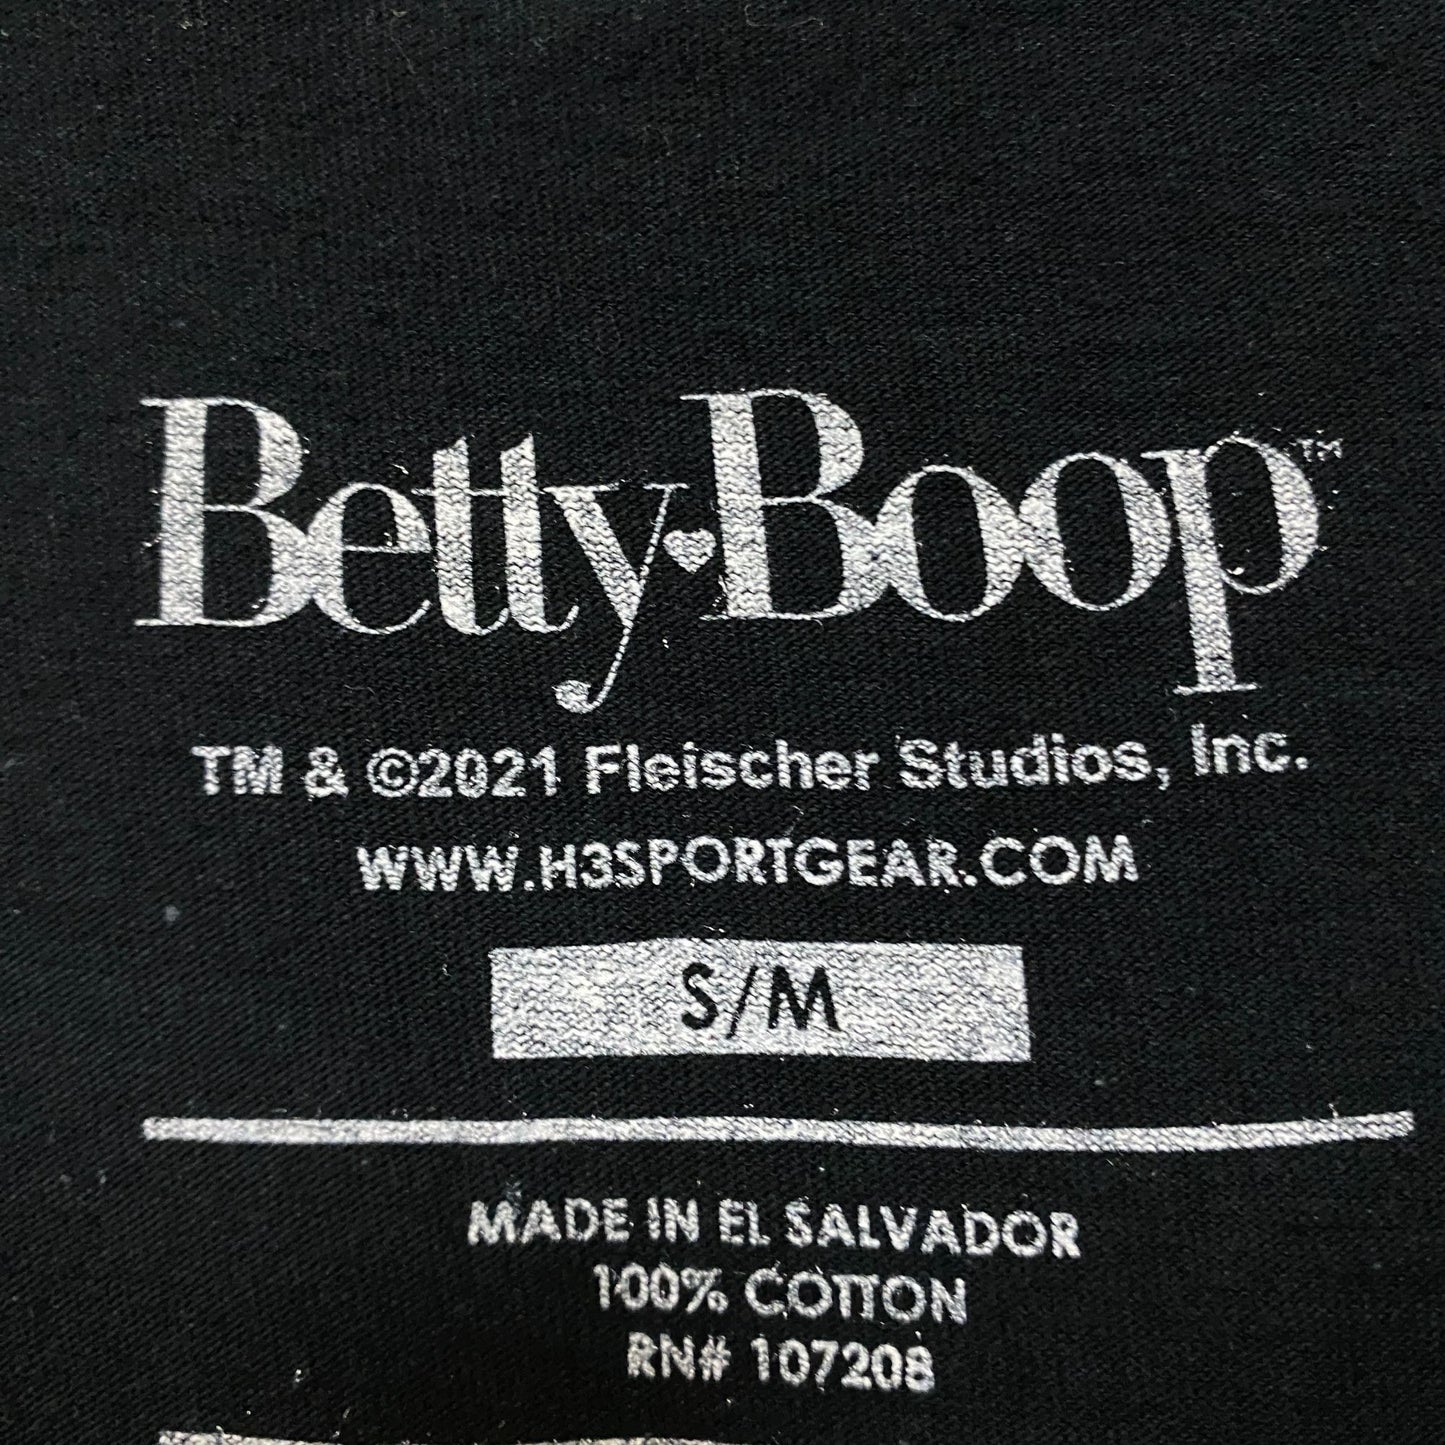 Betty Boop™
TM & ©2021 Fleischer Studios, Inc.
WWW.H3SPORTGEAR.COM
S/M
MADE IN EL SALVADOR
100% COTTON
RN# 107208